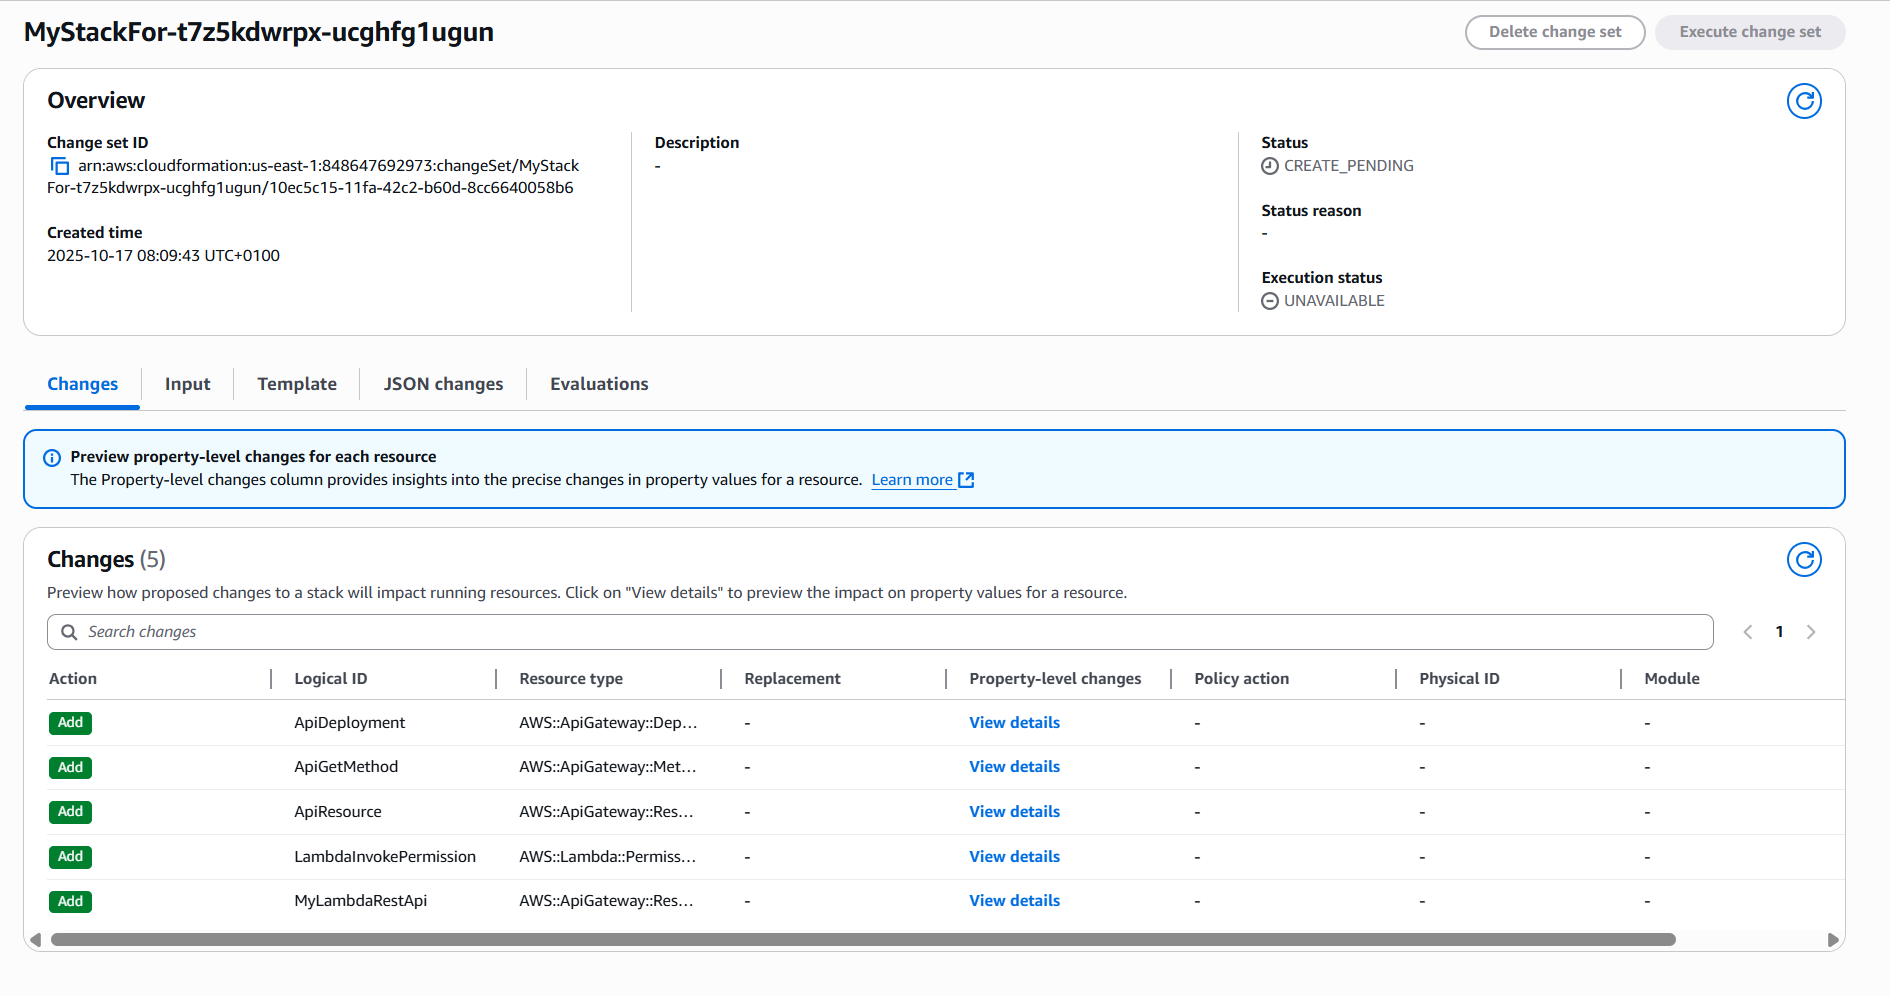 MyStackFor-t7z5kdwrpx-ucghfg1ugun
Delete change set
Execute change set
Overview
Change set ID
arn:aws:cloudformation:us-east-1:848647692973:changeSet/MyStack
For-t7z5kdwrpx-ucghfg1ugun/10ec5c15-11fa-42c2-b60d-8cc6640058b6
Created time
2025-10-17 08:09:43 UTC+0100
Description
-
Status
CREATE_PENDING
Status reason
-
Execution status
UNAVAILABLE
Changes
Input
Template
JSON changes
Evaluations
Preview property-level changes for each resource
The Property-level changes column provides insights into the precise changes in property values for a resource. Learn more
Changes (5)
Preview how proposed changes to a stack will impact running resources. Click on "View details" to preview the impact on property values for a resource.
Search changes
1
Action Logical ID Resource type Replacement Property-level changes Policy action Physical ID Module
Add ApiDeployment AWS::ApiGateway::Dep… - View details - - -
Add ApiGetMethod AWS::ApiGateway::Met… - View details - - -
Add ApiResource AWS::ApiGateway::Res… - View details - - -
Add LambdaInvokePermission AWS::Lambda::Permiss… - View details - - -
Add MyLambdaRestApi AWS::ApiGateway::Res… - View details - - -